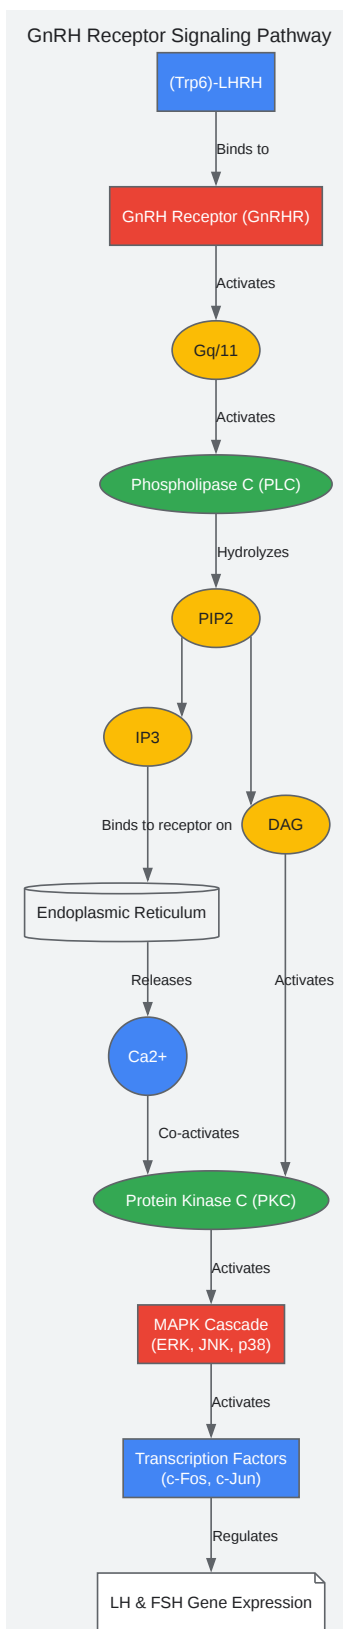 GnRH Receptor Signaling Pathway
(Trp6)-LHRH
Binds to
GnRH Receptor (GnRHR)
Activates
Gq/11
Activates
Phospholipase C (PLC)
Hydrolyzes
PIP2
IP3
Binds to receptor on
DAG
Endoplasmic Reticulum
Releases
Activates
Ca2+
Co-activates
Protein Kinase C (PKC)
Activates
MAPK Cascade
(ERK, JNK, p38)
Activates
Transcription Factors
(c-Fos, c-Jun)
Regulates
LH & FSH Gene Expression